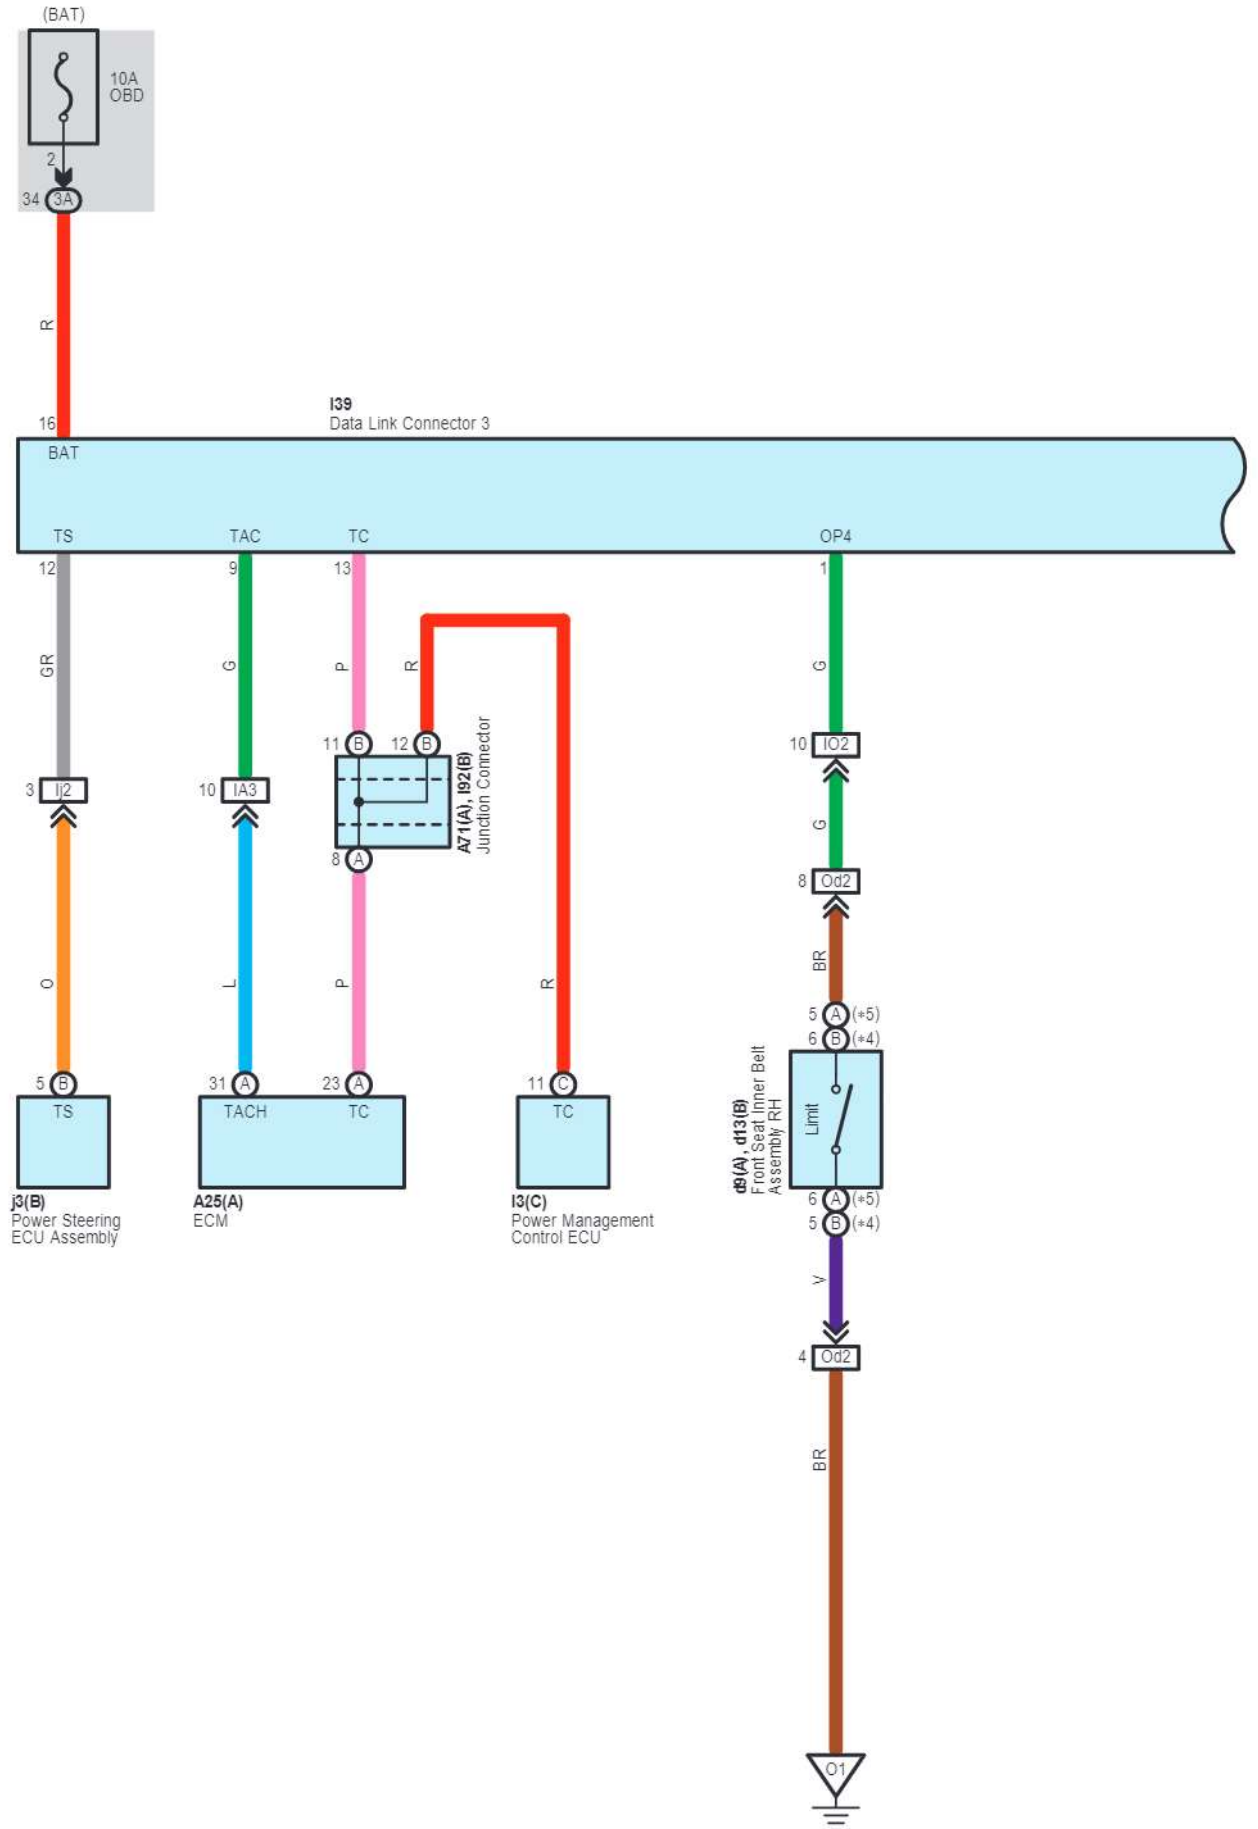 (BAT)
10A
OBD
2
34 3A
R
16
I39
Data Link Connector 3
BAT
TS TAC TC OP4
12 9 13 1
GR G P R G
11 B 12 B
10 IO2
3 Ij2
10 IA3
A71(A), I92(B)
Junction Connector
G
8 A
8 Od2
O L P R BR
5 A (*5)
6 B (*4)
5 B 31 A 23 A 11 C
TS TACH TC TC
Limit
d9(A), d13(B)
Front Seat Inner Belt
Assembly RH
j3(B)
Power Steering
ECU Assembly
A25(A)
ECM
I3(C)
Power Management
Control ECU
6 A (*5)
5 B (*4)
V
4 Od2
BR
O1